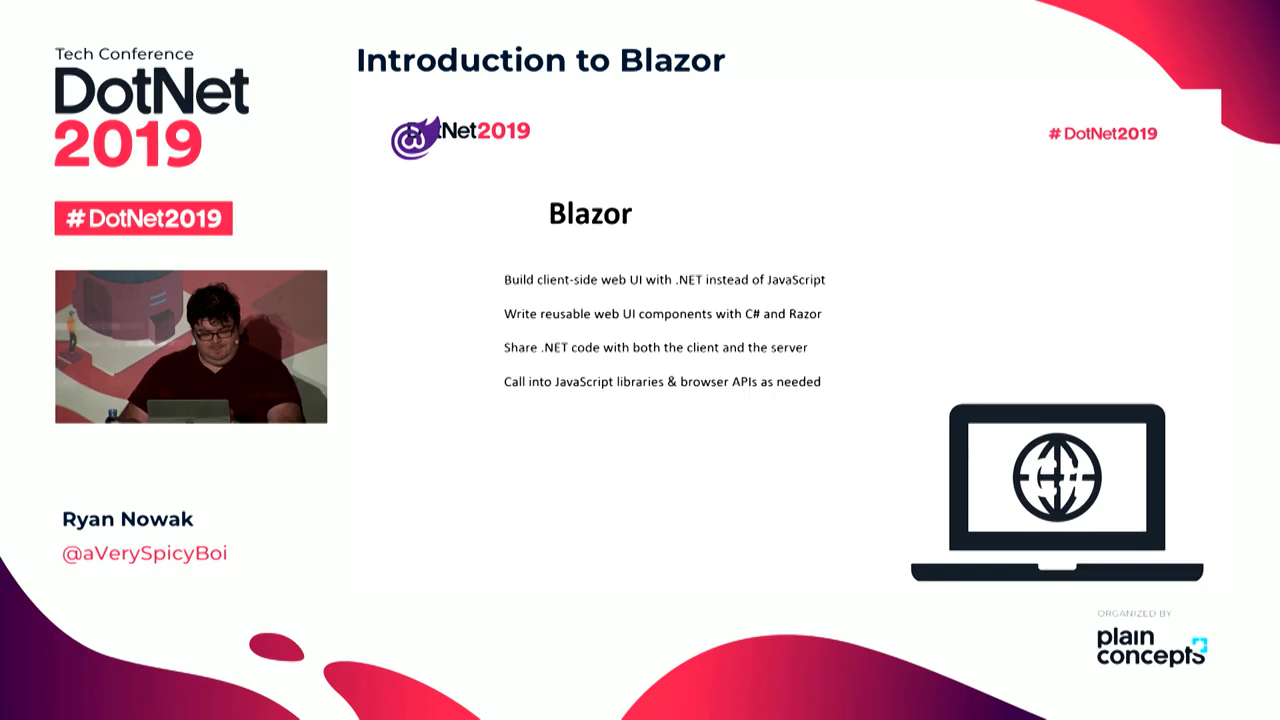 Tech Conference
DotNet
2019
#DotNet2019
Introduction to Blazor
Net2019
#DotNet2019
Blazor
Build client-side web UI with .NET instead of JavaScript
Write reusable web UI components with C# and Razor
Share .NET code with both the client and the server
Call into JavaScript libraries & browser APIs as needed
C#
Ryan Nowak
@aVerySpicyBoi
ORGANIZED BY
plain
concepts